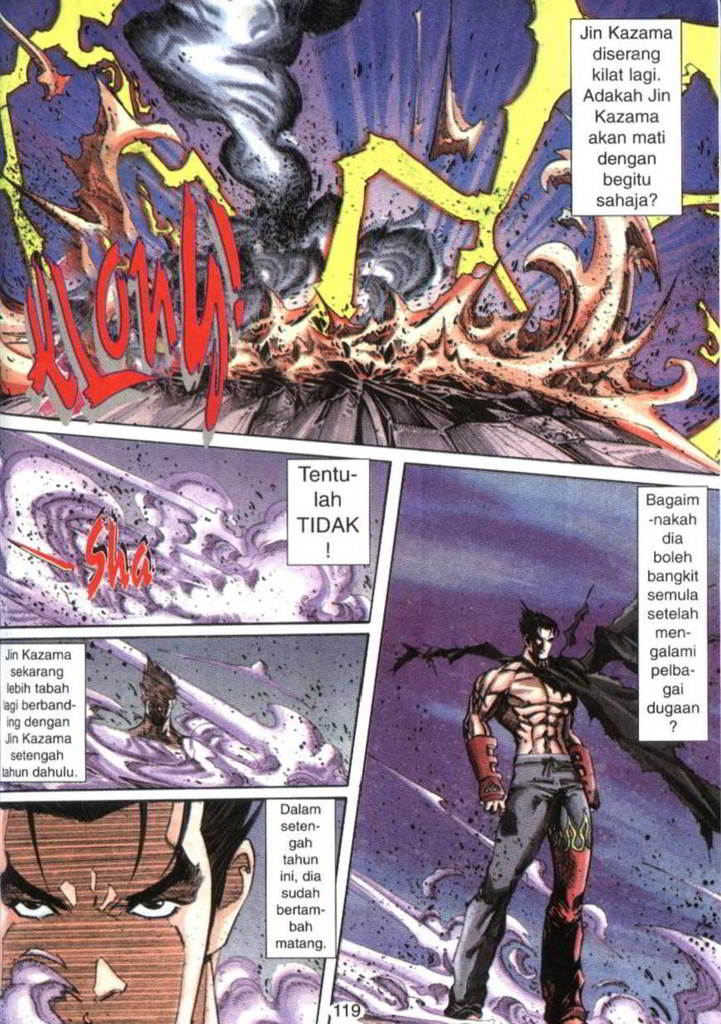 Jin Kazama
diserang
kilat lagi.
Adakah Jin
Kazama
akan mati
dengan
begitu
sahaja?
KLONG!
Tentu-
lah
TIDAK
!
Sha
Jin Kazama
sekarang
lebih tabah
lagi berband-
ing dengan
Jin Kazama
setengah
tahun dahulu.
Dalam
seten-
gah
tahun
ini, dia
sudah
bertam-
bah
matang.
Bagaim
-nakah
dia
boleh
bangkit
semula
setelah
men-
galami
pelba-
gai
dugaan
?
119